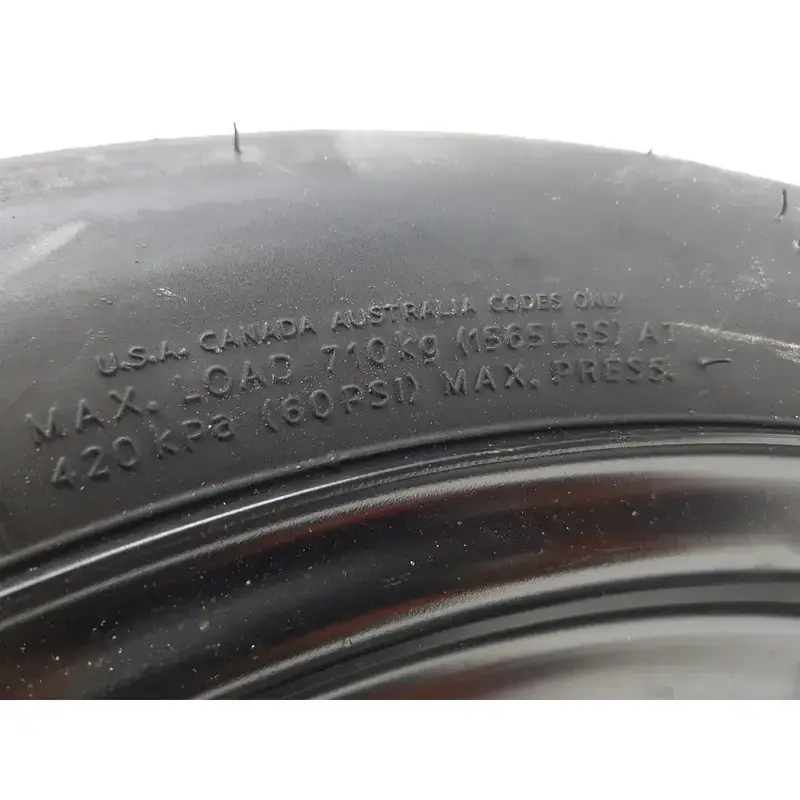 U.S.A. CANADA AUSTRALIA CODES ONLY
MAX. LOAD 710kg (1565LBS) AT
420 KPa (60PSI) MAX. PRESS.